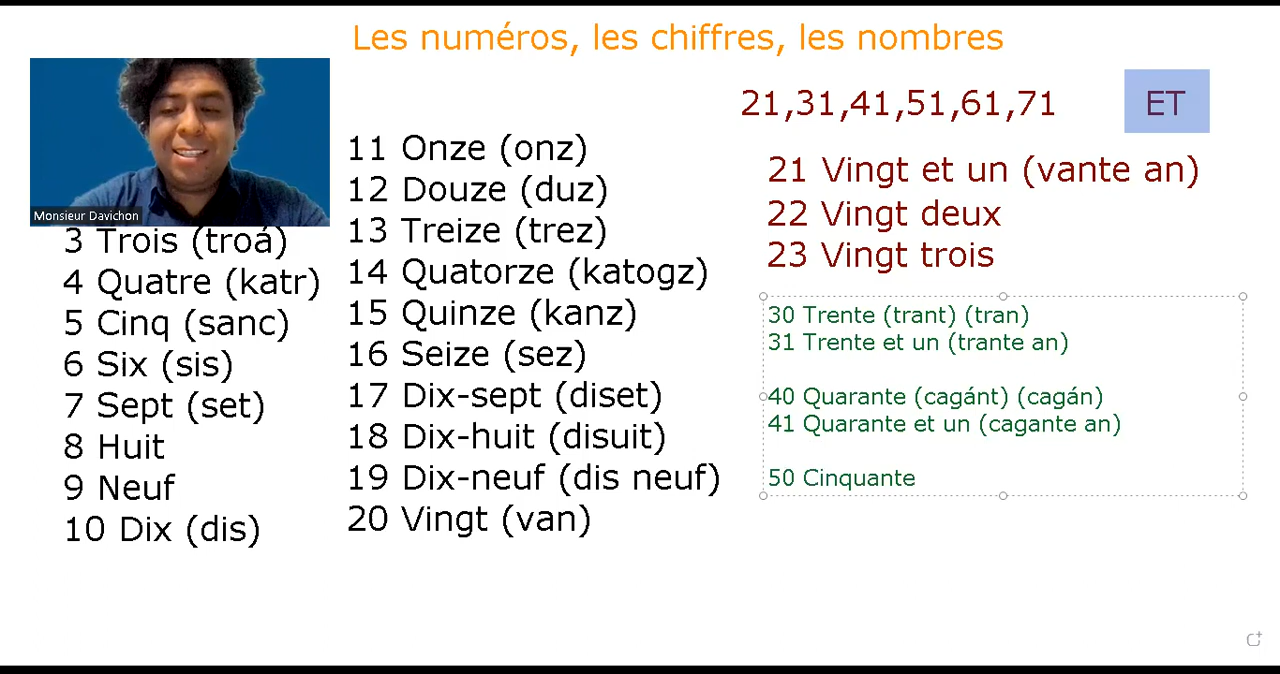 Les numéros, les chiffres, les nombres
Monsieur Davichon
3 Trois (troá)
4 Quatre (katr)
5 Cinq (sanc)
6 Six (sis)
7 Sept (set)
8 Huit
9 Neuf
10 Dix (dis)
11 Onze (onz)
12 Douze (duz)
13 Treize (trez)
14 Quatorze (katogz)
15 Quinze (kanz)
16 Seize (sez)
17 Dix-sept (diset)
18 Dix-huit (disuit)
19 Dix-neuf (dis neuf)
20 Vingt (van)
21,31,41,51,61,71
ET
21 Vingt et un (vante an)
22 Vingt deux
23 Vingt trois
30 Trente (trant) (tran)
31 Trente et un (trante an)
40 Quarante (cagánt) (cagán)
41 Quarante et un (cagante an)
50 Cinquante